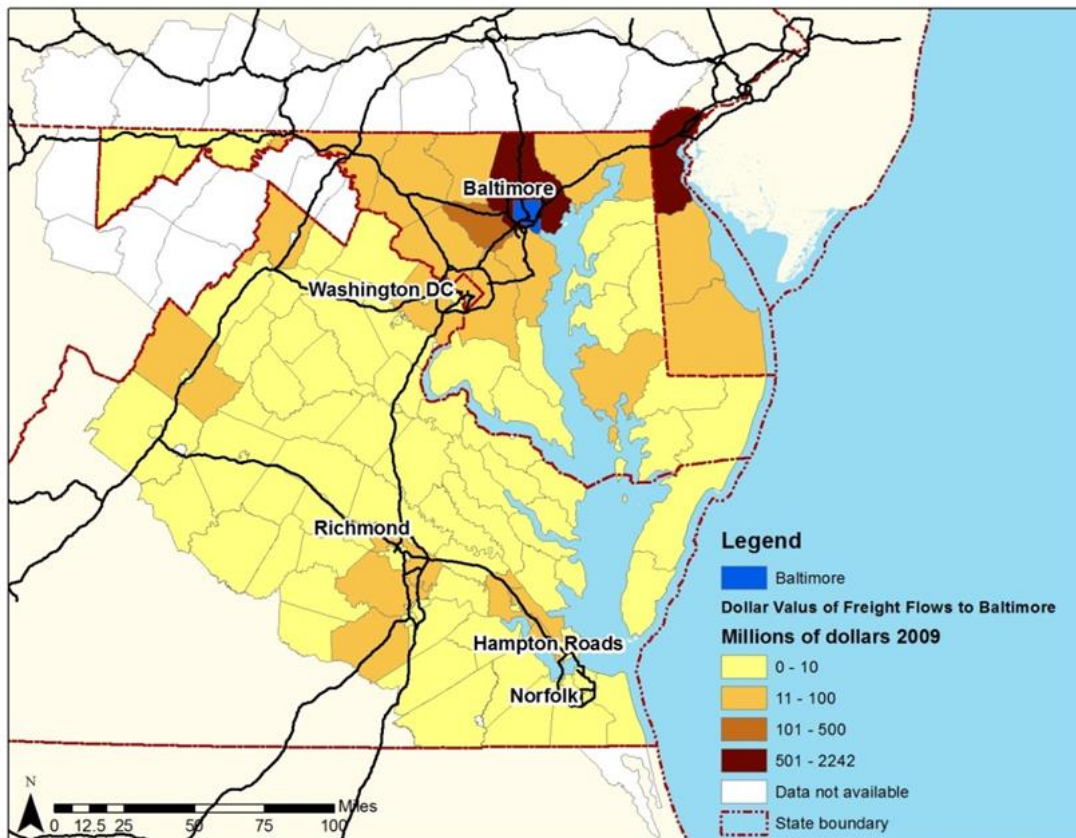 Baltimore
Washington DC
Richmond
Hampton Roads
Norfolk
Legend
Baltimore
Dollar Valus of Freight Flows to Baltimore
Millions of dollars 2009
0 - 10
11 - 100
101 - 500
501 - 2242
Data not available
State boundary
N
Miles
0 12.5 25 50 75 100